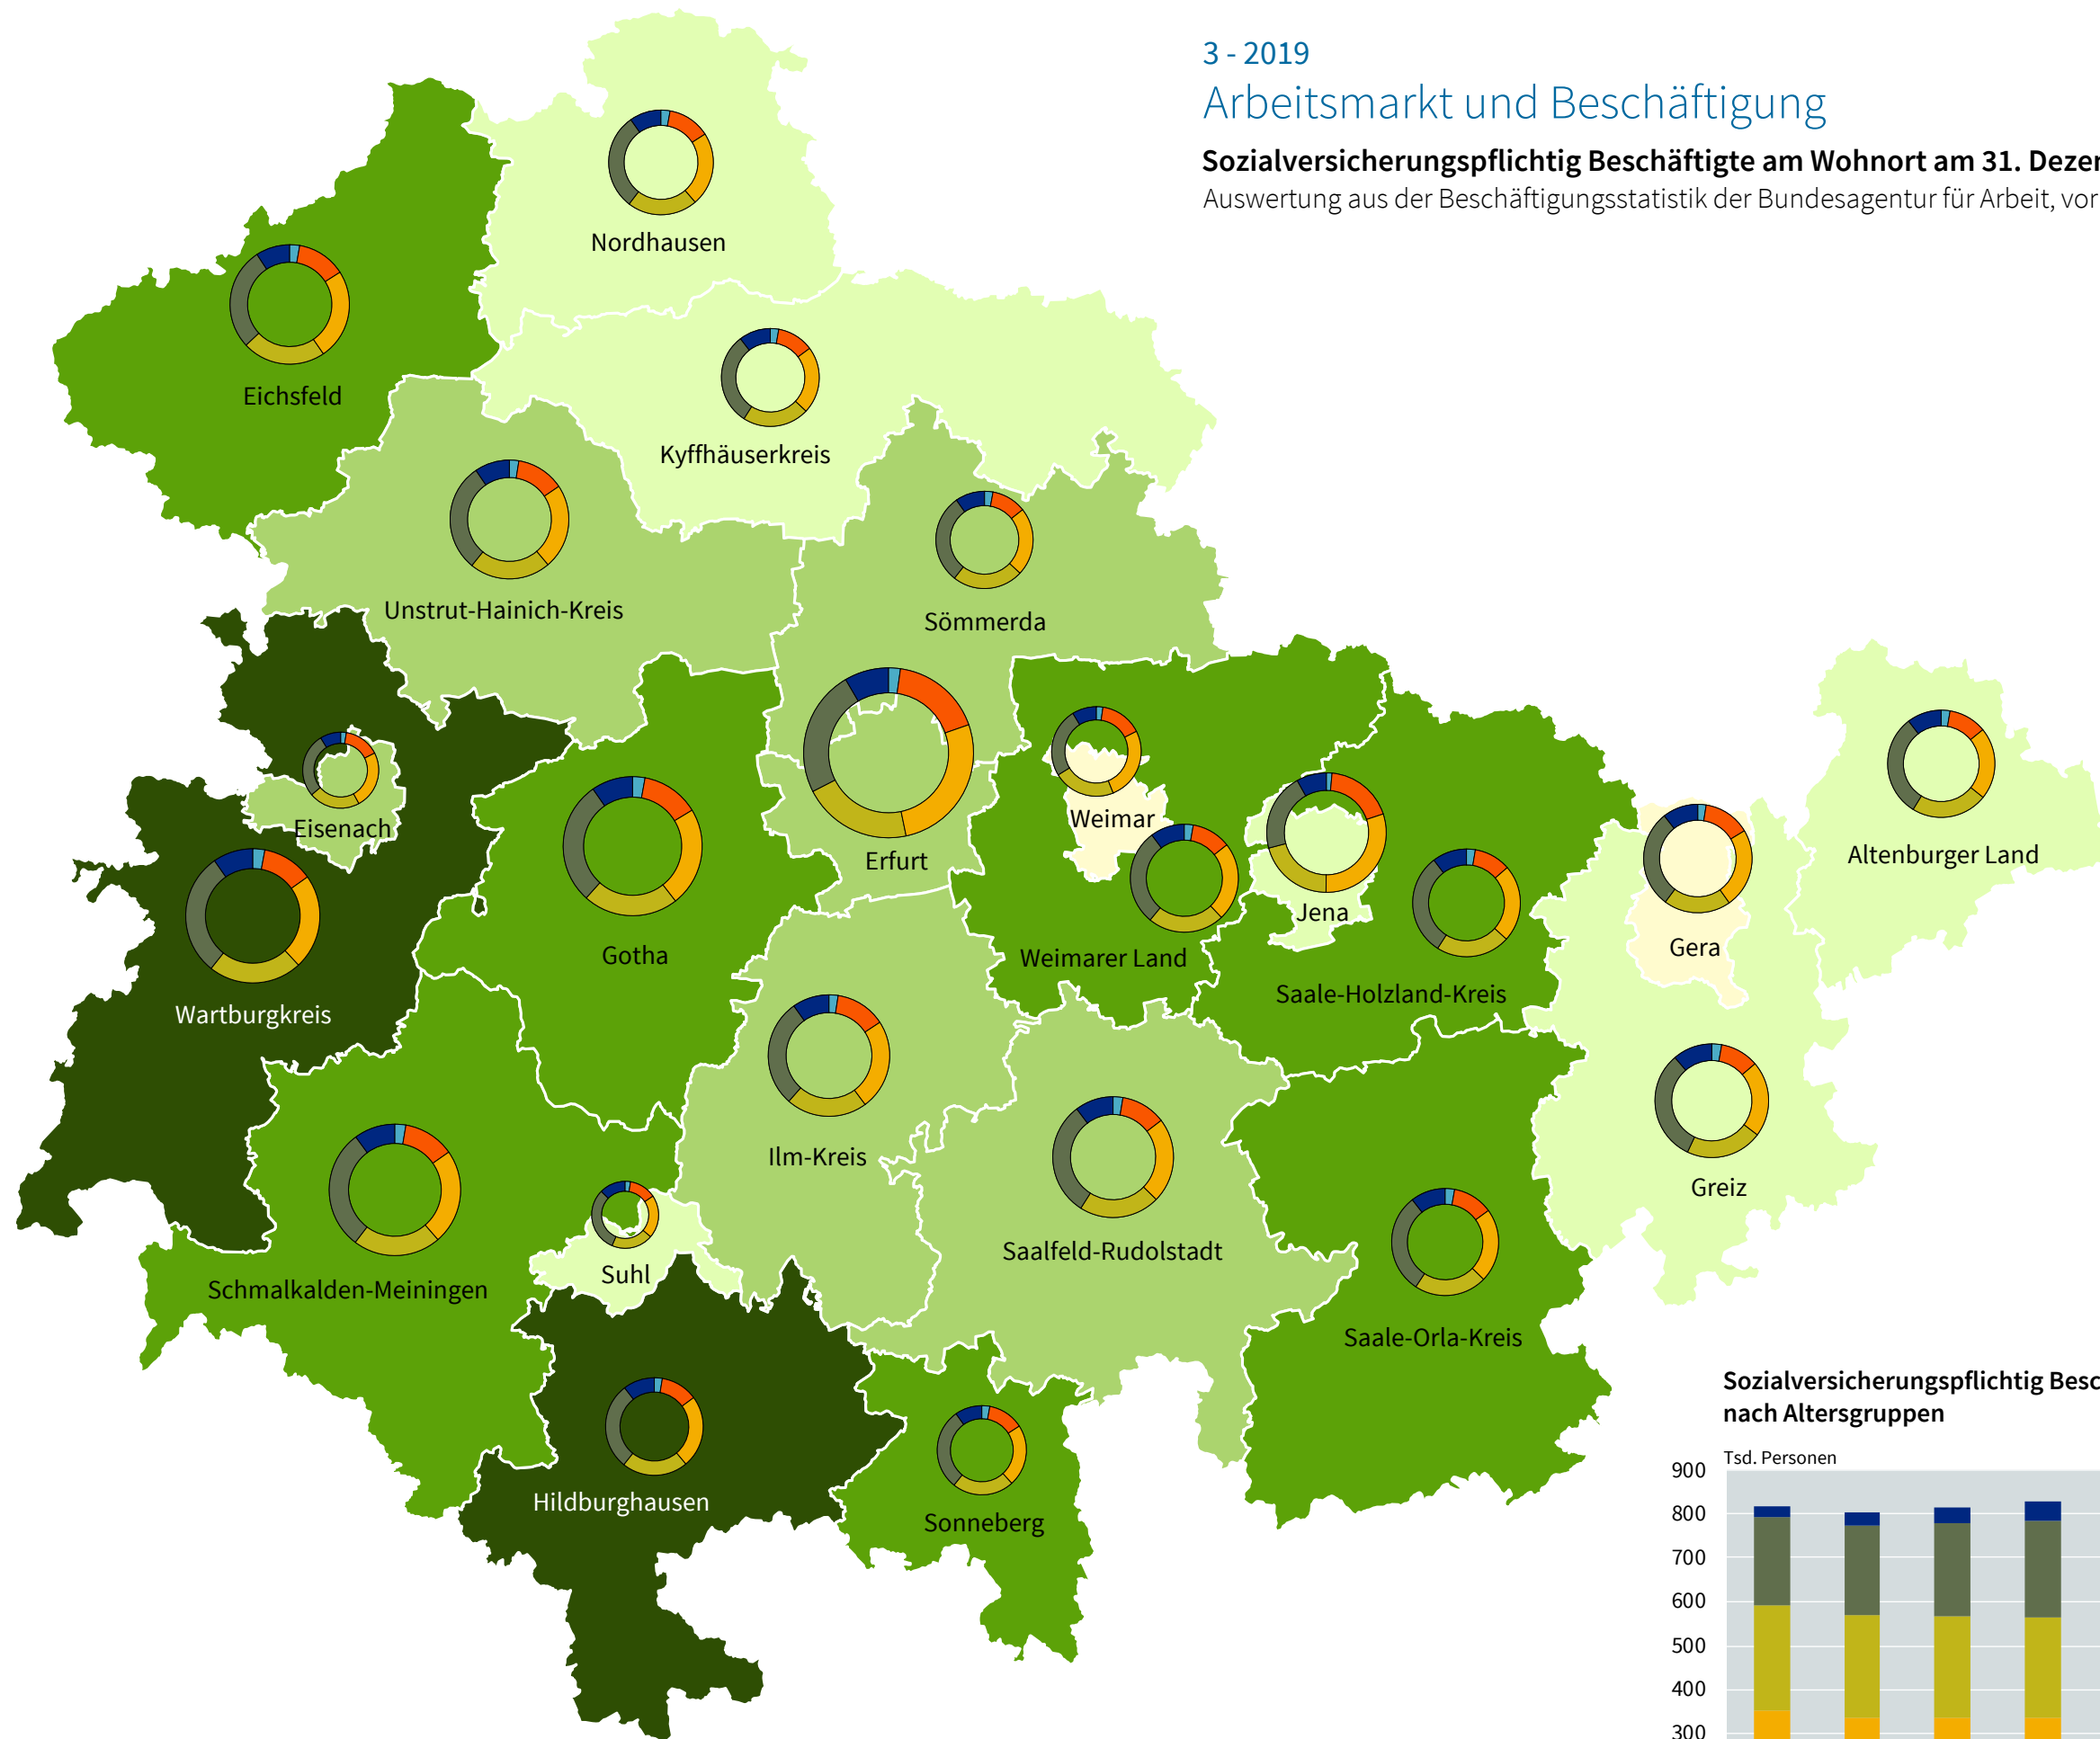 3 - 2019
Arbeitsmarkt und Beschäftigung
Sozialversicherungspflichtig Beschäftigte am Wohnort am 31.
Auswertung aus der Beschäftigungsstatistik der Bundesagentur für Arbeit,
Nordhausen
Eichsfeld
Kyffhäuserkreis
Unstrut-Hainich-Kreis
Sömmerda
Eisenach
Weimar
Erfurt
Altenburger Land
Jena
Gera
Gotha
Weimarer Land
Saale-Holzland-Kreis
Wartburgkreis
Ilm-Kreis
Greiz
Saalfeld-Rudolstadt
Suhl
Schmalkalden-Meiningen
Saale-Orla-Kreis
Hildburghausen
Sonneberg
Sozialversicherungspflichtig
nach Altersgruppen
Tsd. Personen
900
800
700
600
500
400
300